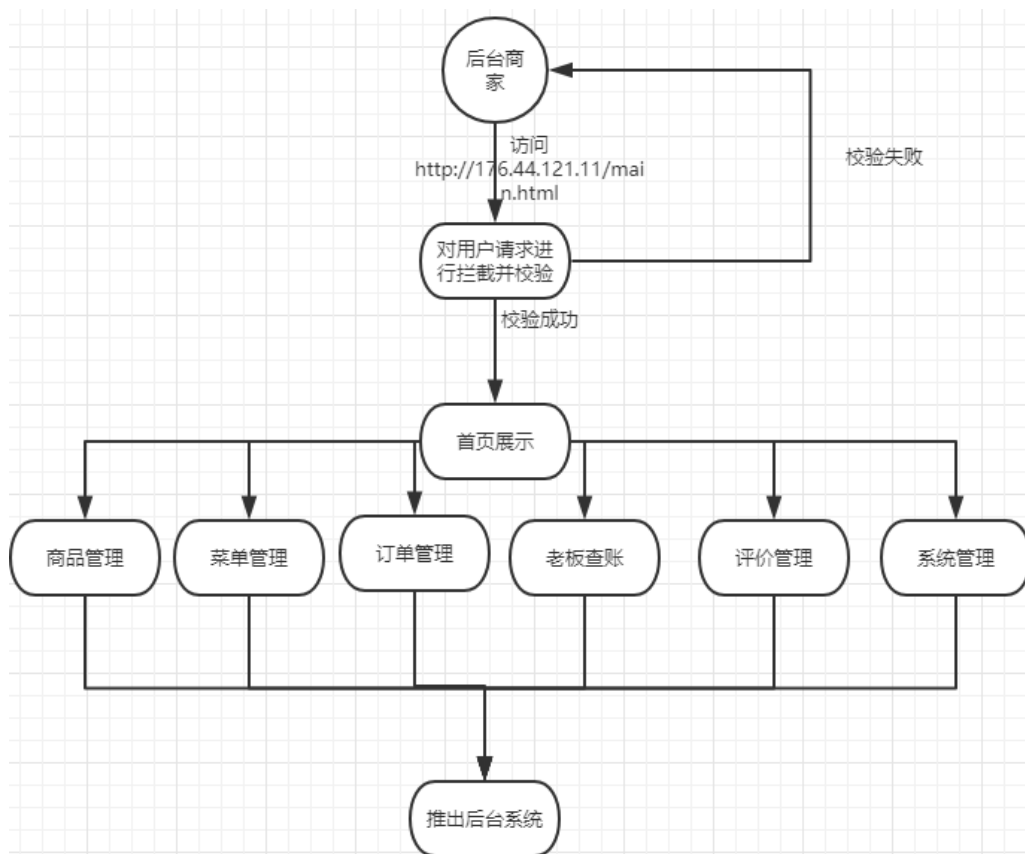 后台商
家
访问
http://176.44.121.11/mai
n.html
校验失败
对用户请求进
行拦截并校验
校验成功
首页展示
商品管理
菜单管理
订单管理
老板查账
评价管理
系统管理
推出后台系统